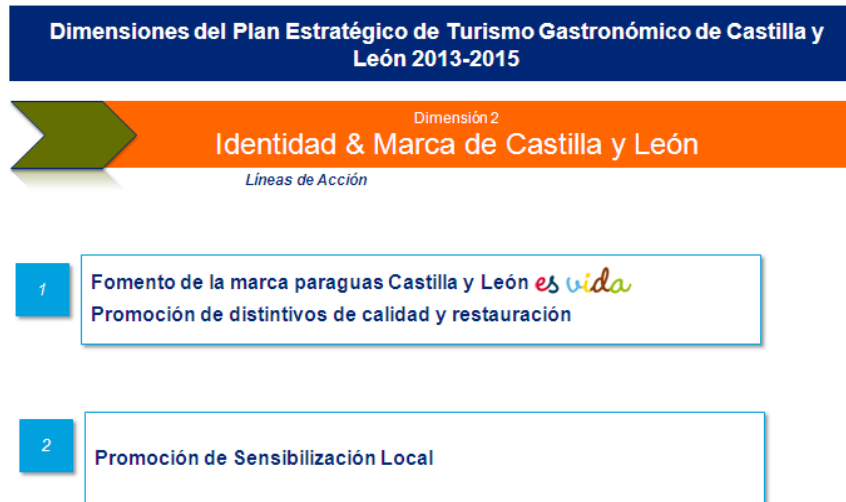 Dimensiones del Plan Estratégico de Turismo Gastronómico de Castilla y
León 2013-2015
Dimensión 2
Identidad & Marca de Castilla y León
Líneas de Acción
1
Fomento de la marca paraguas Castilla y León es vida
Promoción de distintivos de calidad y restauración
2
Promoción de Sensibilización Local